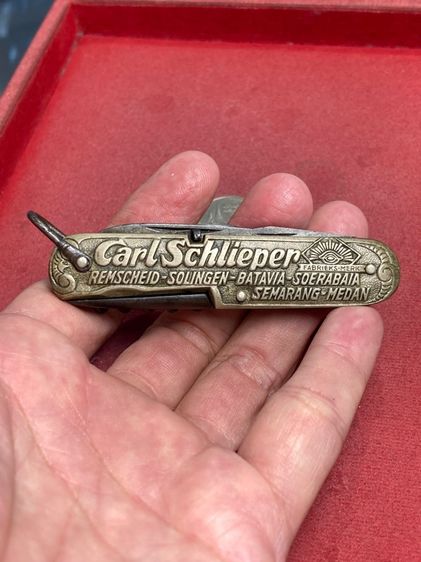 Carl Schlieper
FABRIEKS-MERK
REMSCHEID-SOLINGEN-BATAVIA-SOERABAIA
SEMARANG-MEDAN